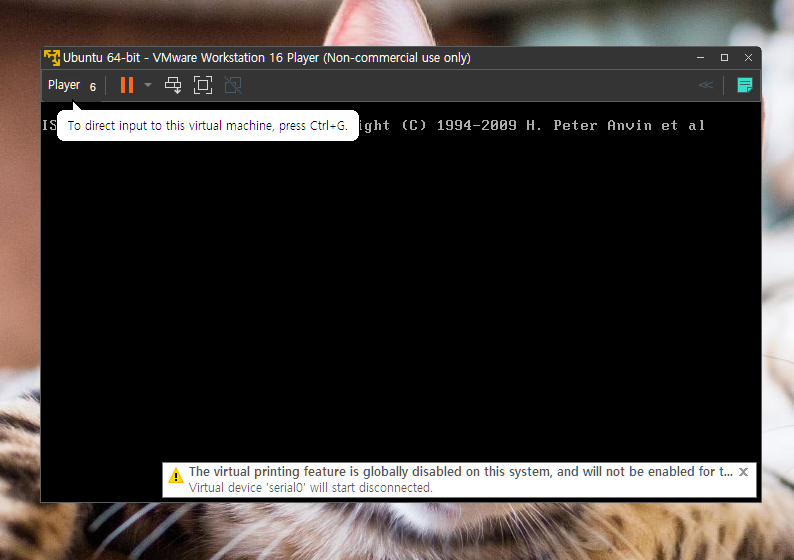 Ubuntu 64-bit - VMware Workstation 16 Player (Non-commercial use only)
Player 6
To direct input to this virtual machine, press Ctrl+G.
IS ight (C) 1994-2009 H. Peter Anvin et al
The virtual printing feature is globally disabled on this system, and will not be enabled for t...
Virtual device 'serial0' will start disconnected.